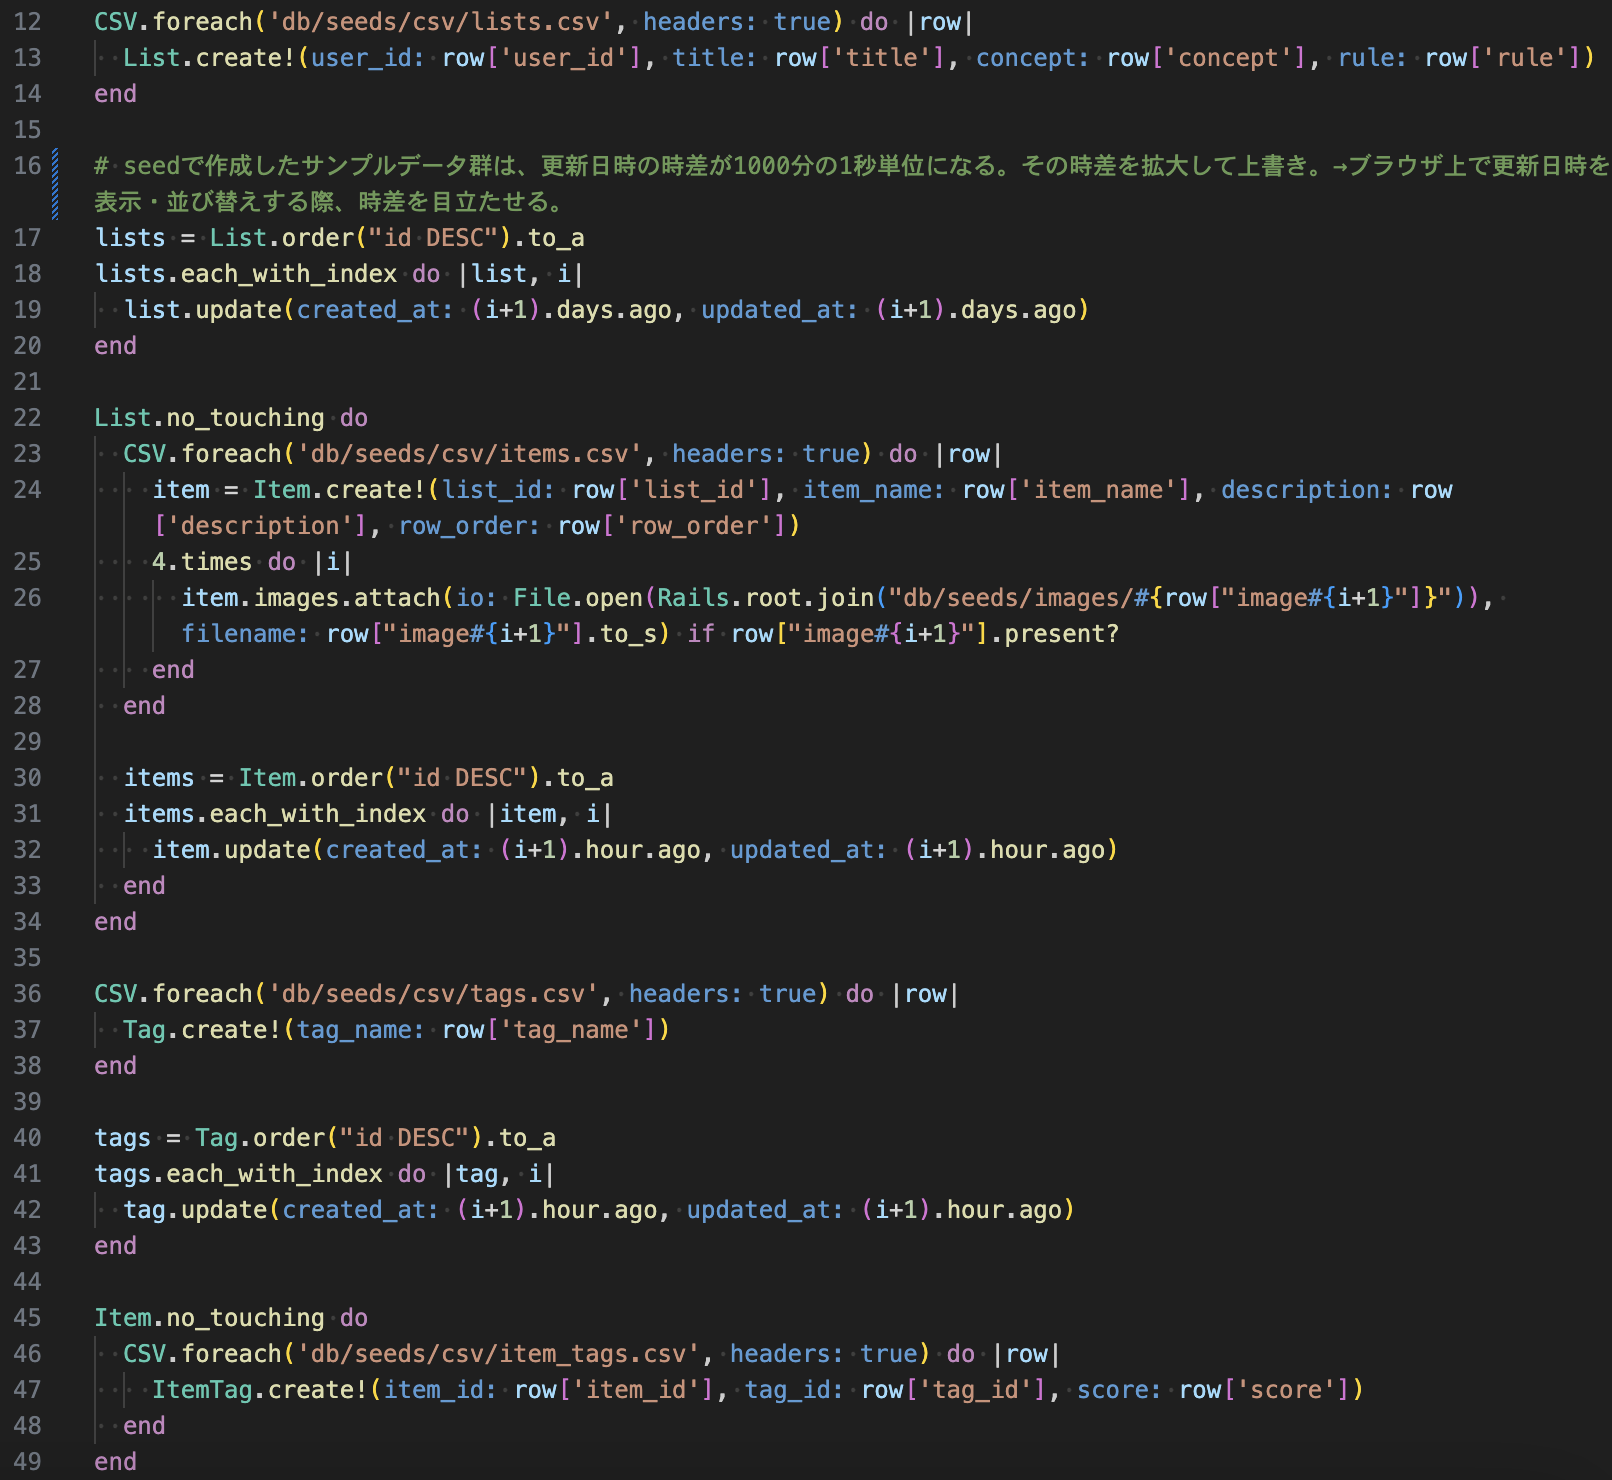 12 CSV.foreach('db/seeds/csv/lists.csv', headers: true) do |row|
13   List.create!(user_id: row['user_id'], title: row['title'], concept: row['concept'], rule: row['rule'])
14 end
15
16 # seedで作成したサンプルデータ群は、更新日時の時差が1000分の1秒単位になる。その時差を拡大して上書き。→ブラウザ上で更新日時を
表示・並び替えする際、時差を目立たせる。
17 lists = List.order("id DESC").to_a
18 lists.each_with_index do |list, i|
19   list.update(created_at: (i+1).days.ago, updated_at: (i+1).days.ago)
20 end
21
22 List.no_touching do
23   CSV.foreach('db/seeds/csv/items.csv', headers: true) do |row|
24     item = Item.create!(list_id: row['list_id'], item_name: row['item_name'], description: row
['description'], row_order: row['row_order'])
25     4.times do |i|
26       item.images.attach(io: File.open(Rails.root.join("db/seeds/images/#{row["image#{i+1}"]}")),
filename: row["image#{i+1}"].to_s) if row["image#{i+1}"].present?
27     end
28   end
29
30   items = Item.order("id DESC").to_a
31   items.each_with_index do |item, i|
32     item.update(created_at: (i+1).hour.ago, updated_at: (i+1).hour.ago)
33   end
34 end
35
36 CSV.foreach('db/seeds/csv/tags.csv', headers: true) do |row|
37   Tag.create!(tag_name: row['tag_name'])
38 end
39
40 tags = Tag.order("id DESC").to_a
41 tags.each_with_index do |tag, i|
42   tag.update(created_at: (i+1).hour.ago, updated_at: (i+1).hour.ago)
43 end
44
45 Item.no_touching do
46   CSV.foreach('db/seeds/csv/item_tags.csv', headers: true) do |row|
47     ItemTag.create!(item_id: row['item_id'], tag_id: row['tag_id'], score: row['score'])
48   end
49 end